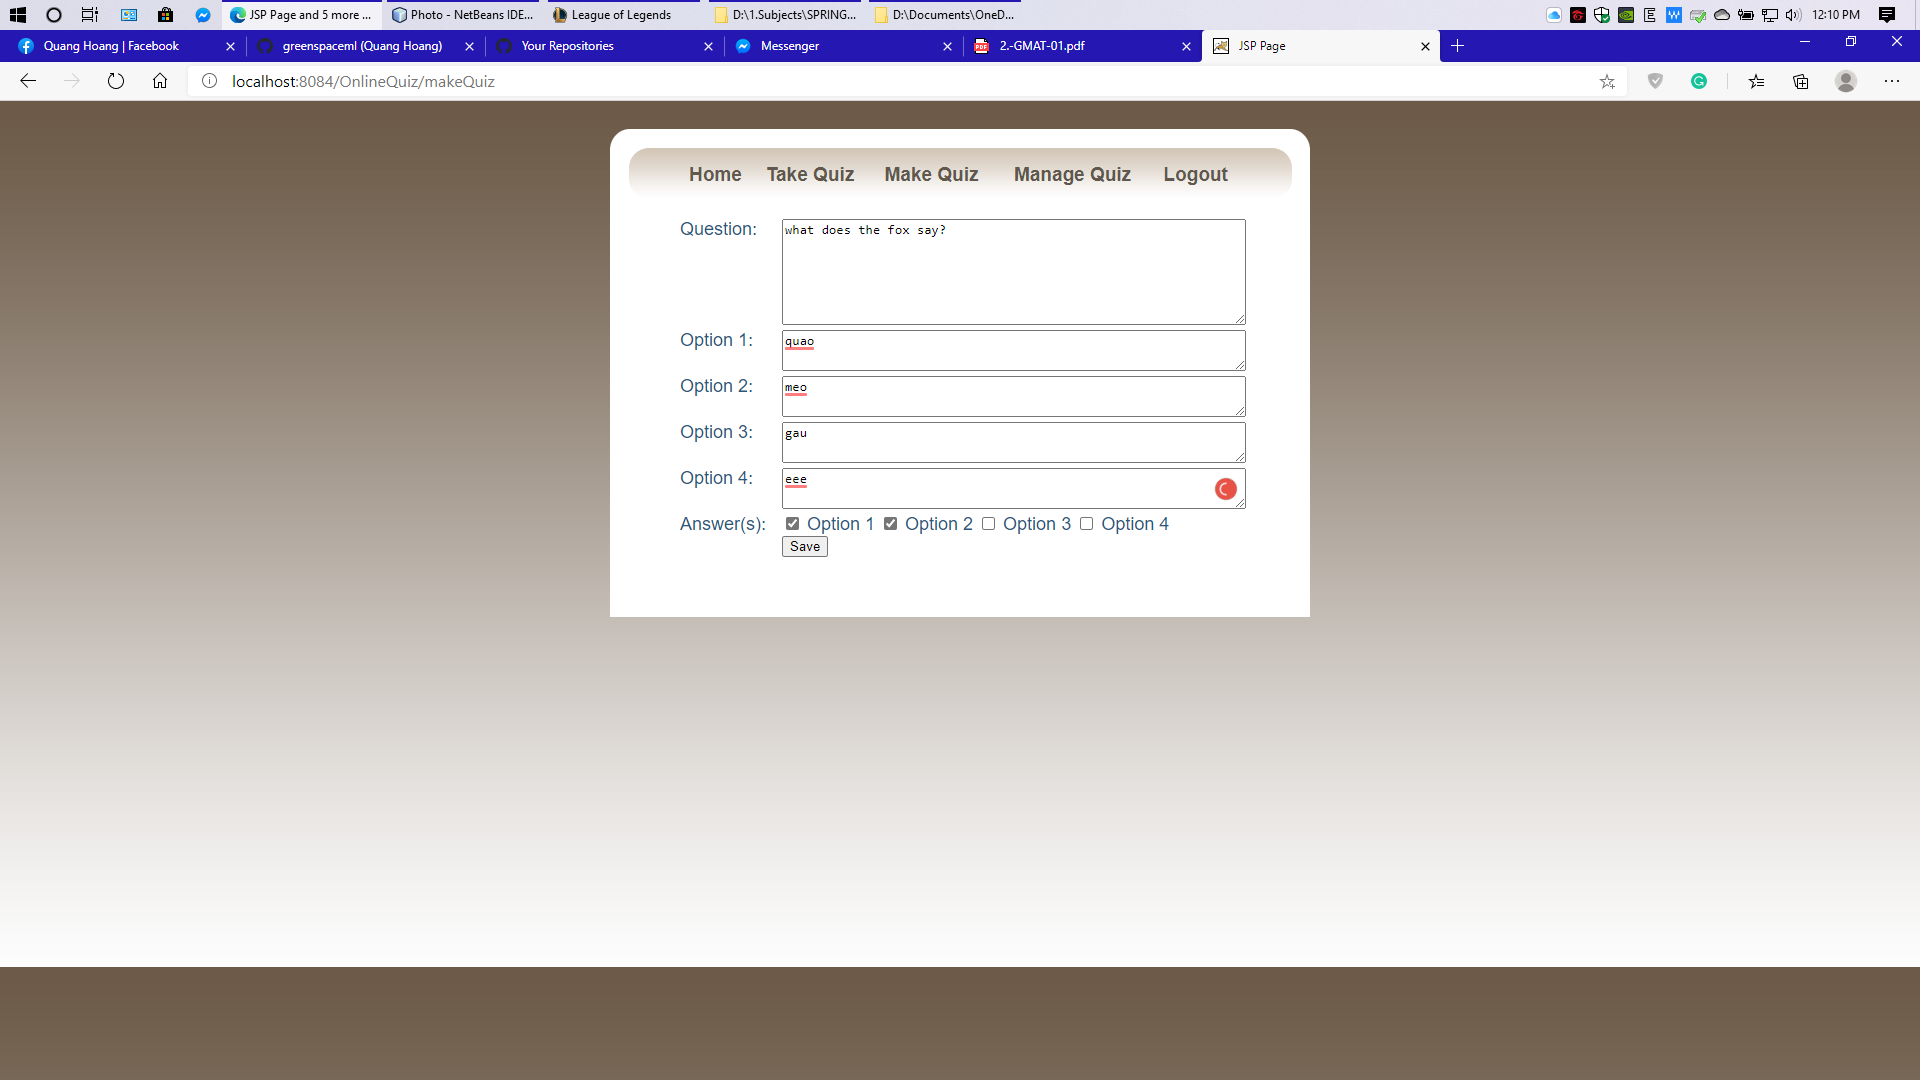 JSP Page and 5 more ... Photo - NetBeans IDE... League of Legends D:\1.Subjects\SPRING... D:\Documents\OneD... 12:10 PM
Quang Hoang | Facebook greenspaceml (Quang Hoang) Your Repositories Messenger 2.-GMAT-01.pdf JSP Page
localhost:8084/OnlineQuiz/makeQuiz
Home Take Quiz Make Quiz Manage Quiz Logout
Question: what does the fox say?
Option 1: quao
Option 2: meo
Option 3: gau
Option 4: eee
Answer(s): Option 1 Option 2 Option 3 Option 4
Save